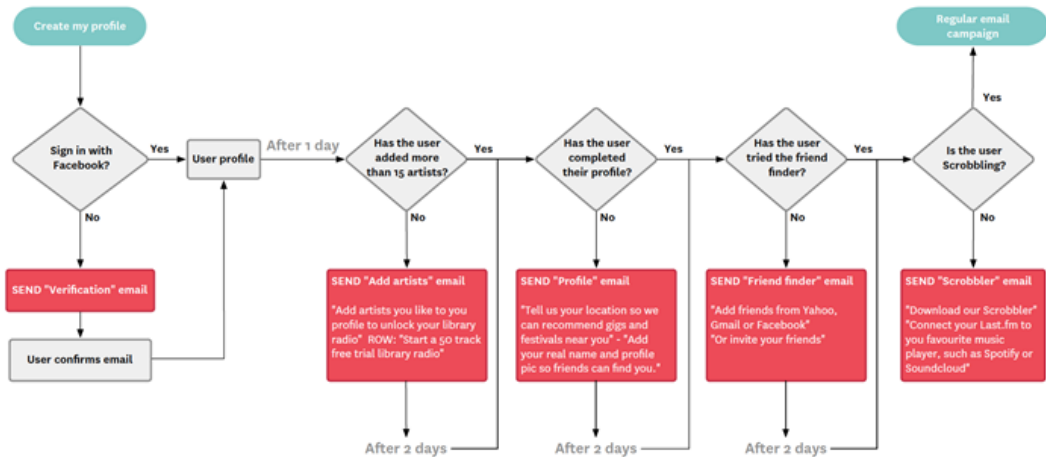 Create my profile
Regular email
campaign
Yes
Sign in with
Facebook?
Yes
User profile
After 1 day
Has the user
added more
than 15 artists?
Yes
Has the user
completed
their profile?
Yes
Has the user
tried the friend
finder?
Yes
Is the user
Scrobbling?
No
No
No
No
No
SEND "Verification" email
User confirms email
SEND "Add artists" email
"Add artists you like to you
profile to unlock your library
radio" ROW: "Start a 50 track
free trial library radio"
SEND "Profile" email
"Tell us your location so we
can recommend gigs and
festivals near you" - "Add
your real name and profile
pic so friends can find you."
SEND "Friend finder" email
"Add friends from Yahoo,
Gmail or Facebook"
"Or invite your friends"
SEND "Scrobbler" email
"Download our Scrobbler"
"Connect your Last.fm to
you favourite music
player, such as Spotify or
Soundcloud"
After 2 days
After 2 days
After 2 days